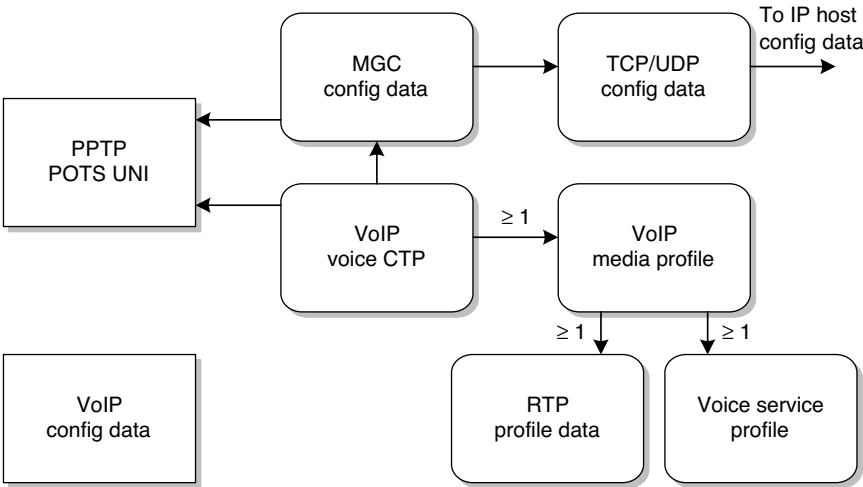 To IP host
config data
MGC
config data
TCP/UDP
config data
PPTP
POTS UNI
VoIP
voice CTP
≥ 1
VoIP
media profile
≥ 1
≥ 1
VoIP
config data
RTP
profile data
Voice service
profile